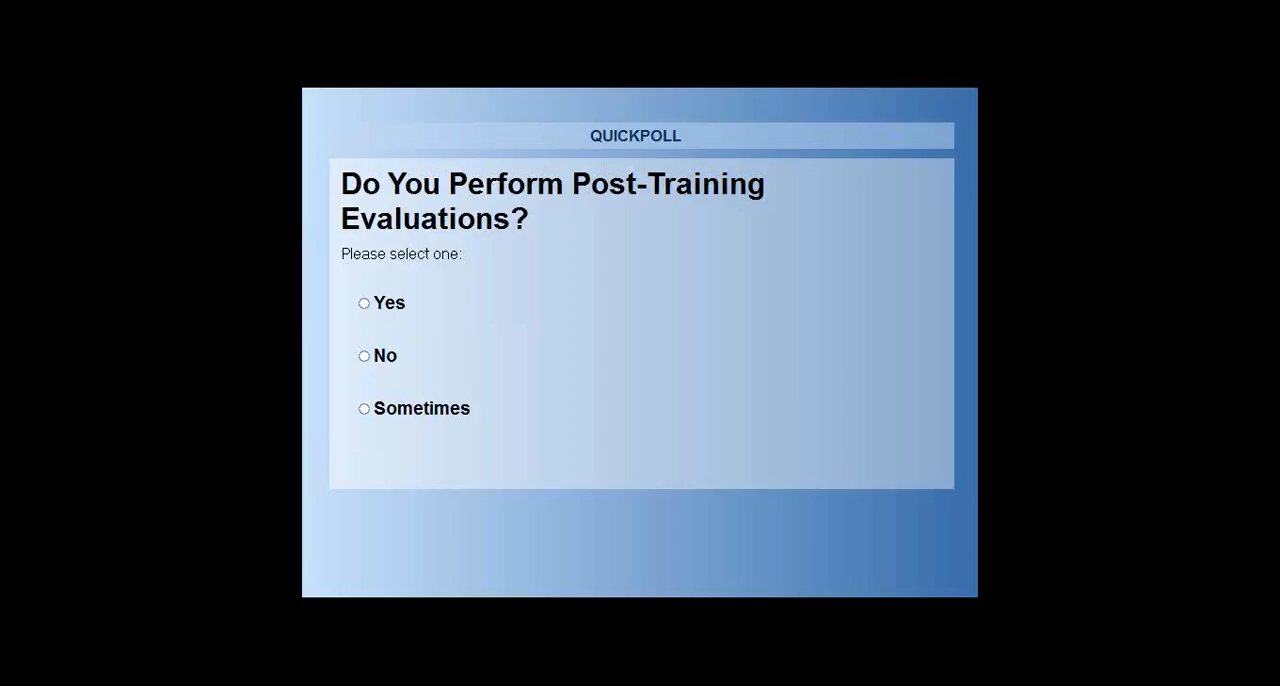 QUICKPOLL
Do You Perform Post-Training
Evaluations?
Please select one:
Yes
No
Sometimes